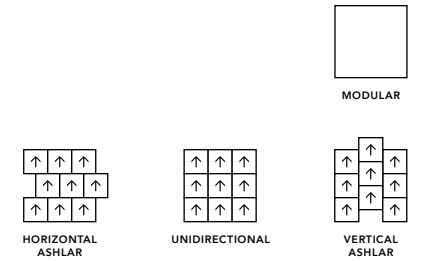 MODULAR
HORIZONTAL
ASHLAR
UNIDIRECTIONAL
VERTICAL
ASHLAR